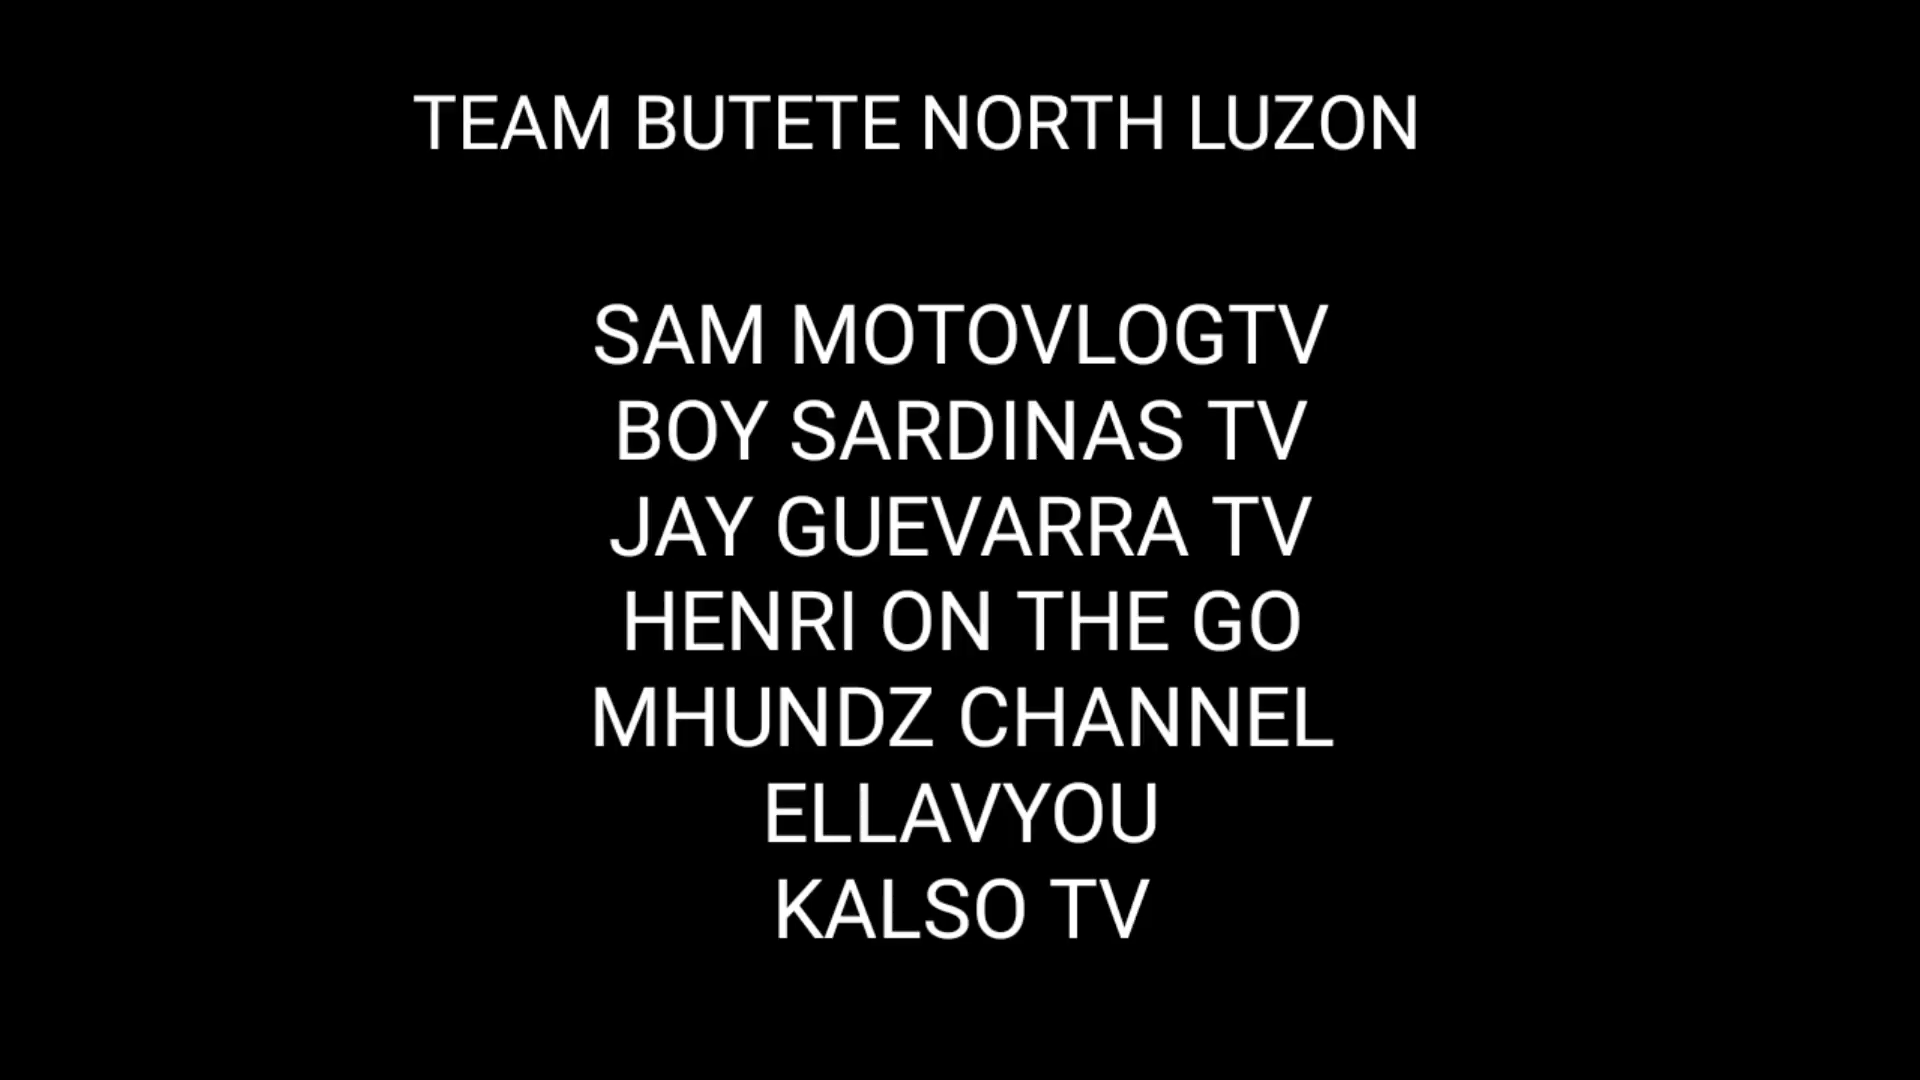 TEAM BUTETE NORTH LUZON
SAM MOTOVLOGTV
BOY SARDINAS TV
JAY GUEVARRA TV
HENRI ON THE GO
MHUNDZ CHANNEL
ELLAVYOU
KALSO TV